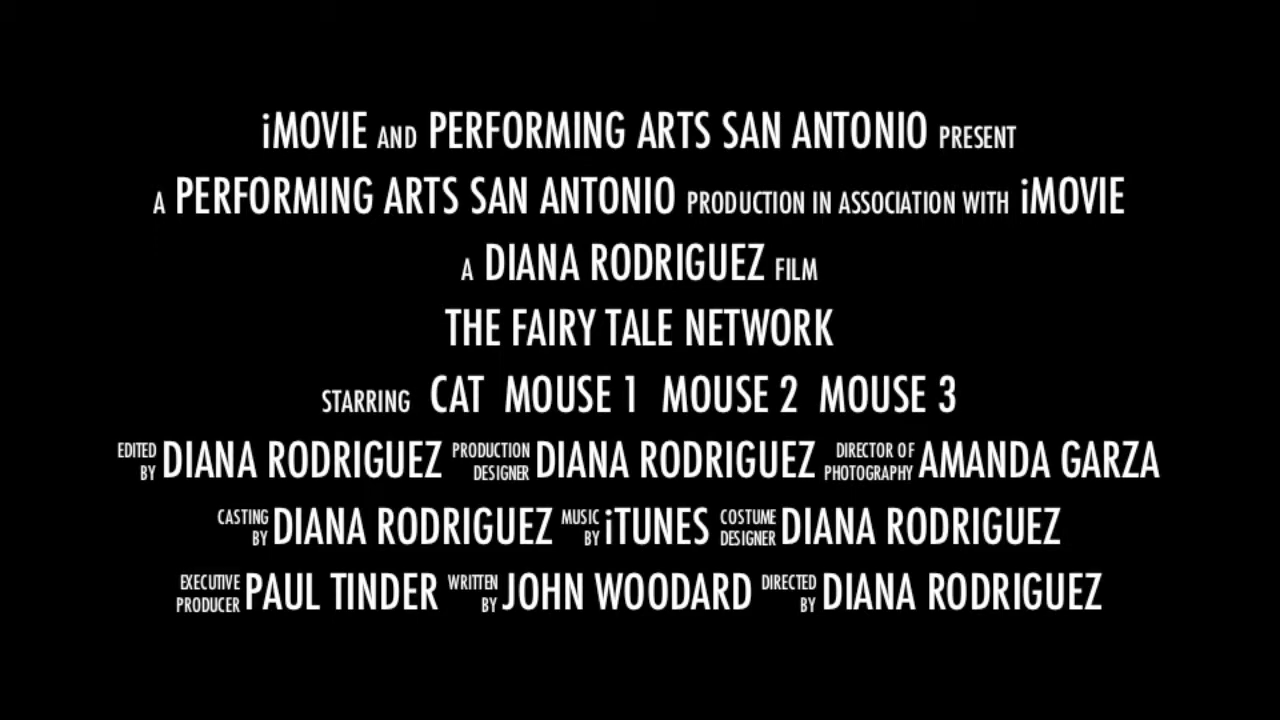 iMOVIE AND PERFORMING ARTS SAN ANTONIO PRESENT
A PERFORMING ARTS SAN ANTONIO PRODUCTION IN ASSOCIATION WITH iMOVIE
A DIANA RODRIGUEZ FILM
THE FAIRY TALE NETWORK
STARRING CAT MOUSE 1 MOUSE 2 MOUSE 3
EDITED BY DIANA RODRIGUEZ PRODUCTION DESIGNER DIANA RODRIGUEZ DIRECTOR OF PHOTOGRAPHY AMANDA GARZA
CASTING BY DIANA RODRIGUEZ MUSIC BY iTUNES COSTUME DESIGNER DIANA RODRIGUEZ
EXECUTIVE PRODUCER PAUL TINDER WRITTEN BY JOHN WOODARD DIRECTED BY DIANA RODRIGUEZ